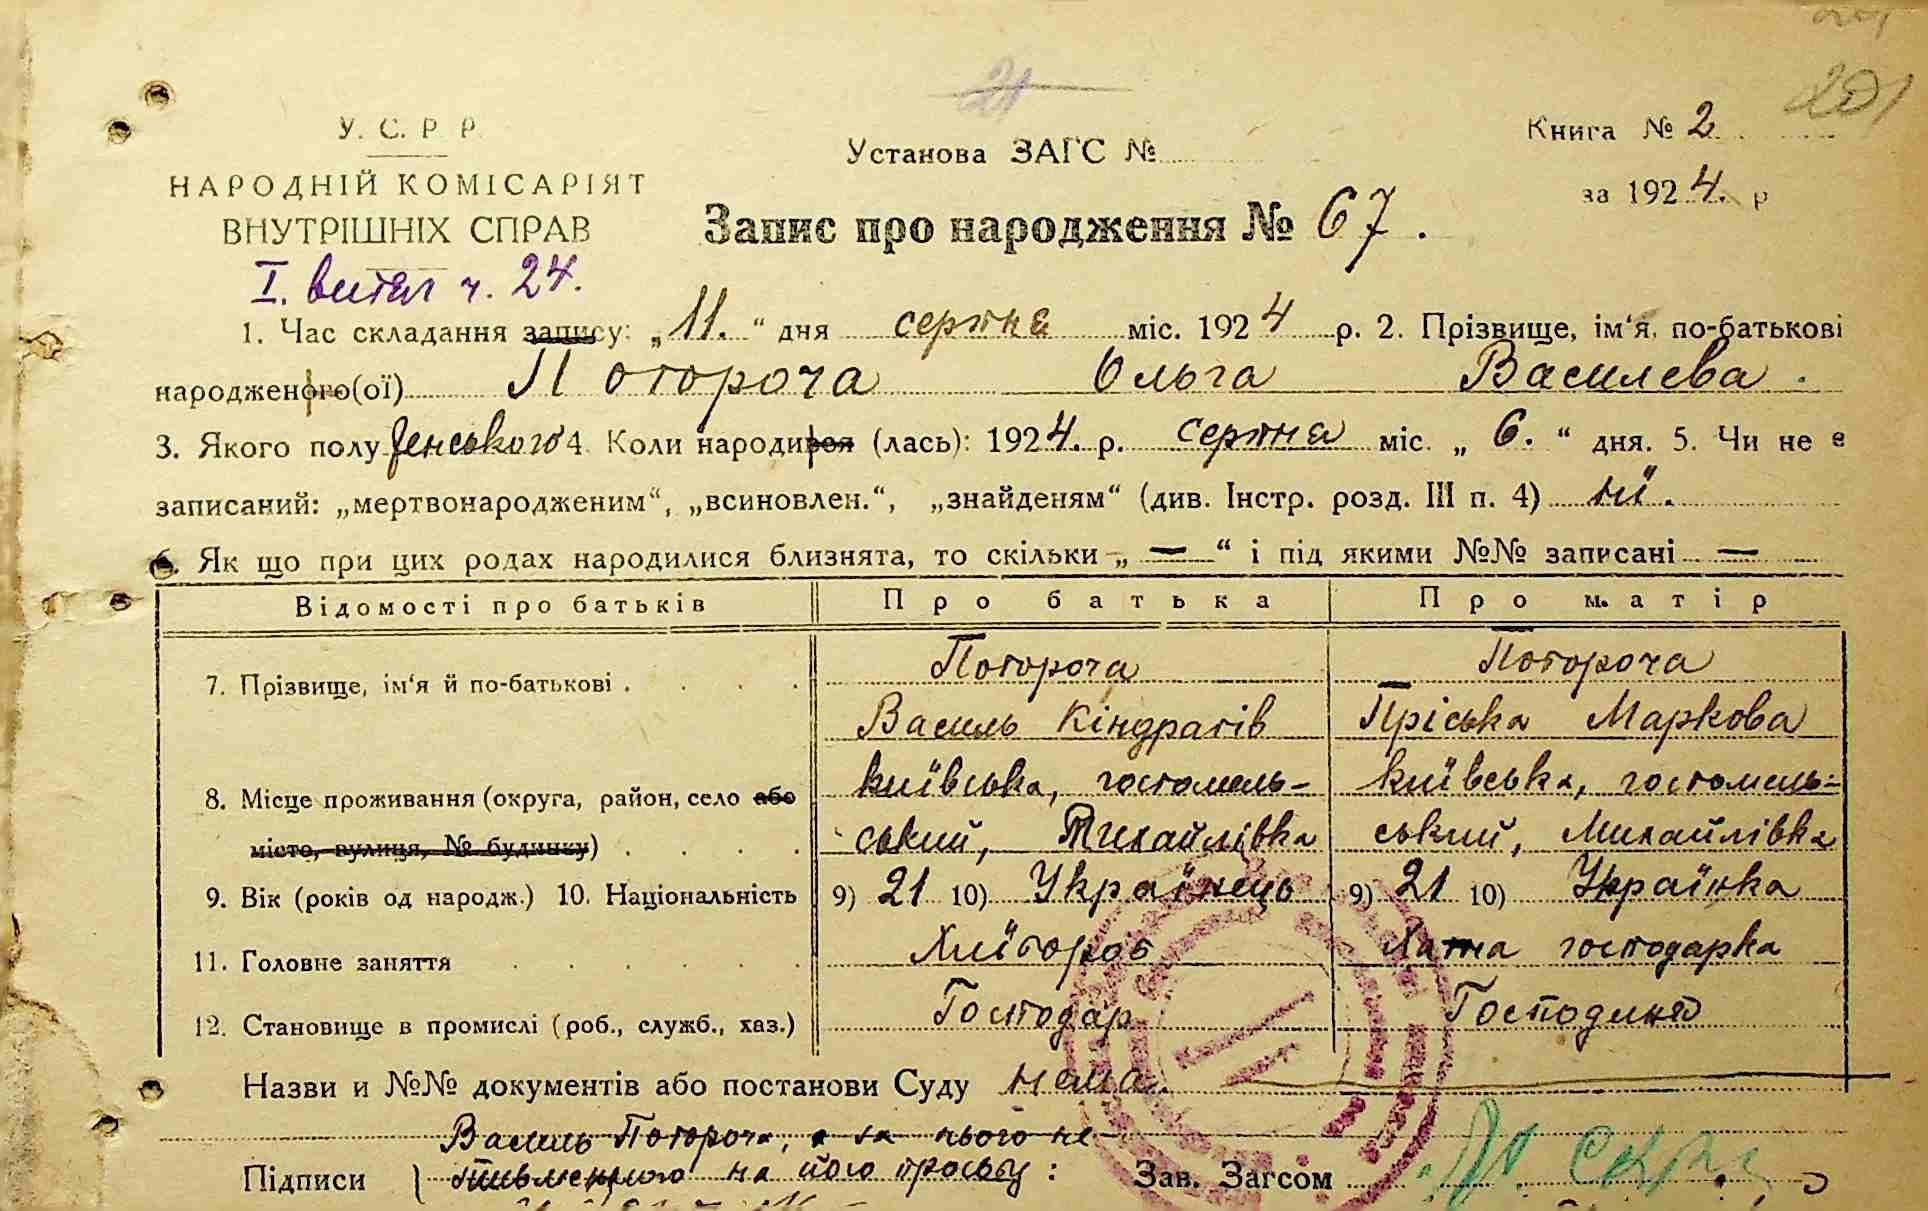 201
21
У. С. Р. Р.
НАРОДНІЙ КОМІСАРІЯТ
ВНУТРІШНІХ СПРАВ
I. витяг ч. 24.
Установа ЗАГС №
Книга № 2
за 1924. р
Запис про народження № 67.
1. Час складання запису: „11.“ дня серпня міс. 1924 р. 2. Прізвище, ім‘я, по-батькові
народженого(ої) Погороча Ольга Василева.
3. Якого полу женського 4. Коли народився (лась): 1924. р. серпня міс. „6.“ дня. 5. Чи не е
записаний: „мертвонародженим“, „всиновлен.“, „знайденям“ (див. Інстр. розд. III п. 4) ні.
6. Як що при цих родах народилися близнята, то скільки „—“ і під якими №№ записані —
Відомості про батьків Про батька Про матір
7. Прізвище, ім‘я й по-батькові . Погороча Погороча
Василь Кіндратів Пріська Маркова
8. Місце проживання (округа, район, село або київська, гостомель- київська, гостомель-
місто, вулиця, № будинку) ський, Михайлівка ський, Михайлівка
9. Вік (років од народж.) 10. Національність 9) 21 10) Українець 9) 21 10) Українка
11. Головне заняття Хлібороб Хатна господарка
12. Становище в промислі (роб., служб., хаз.) Господар Господиня
Назви и №№ документів або постанови Суду нема
Василь Погороча, а за нього не-
Підписи письменного на його просьбу: Зав. Загсом